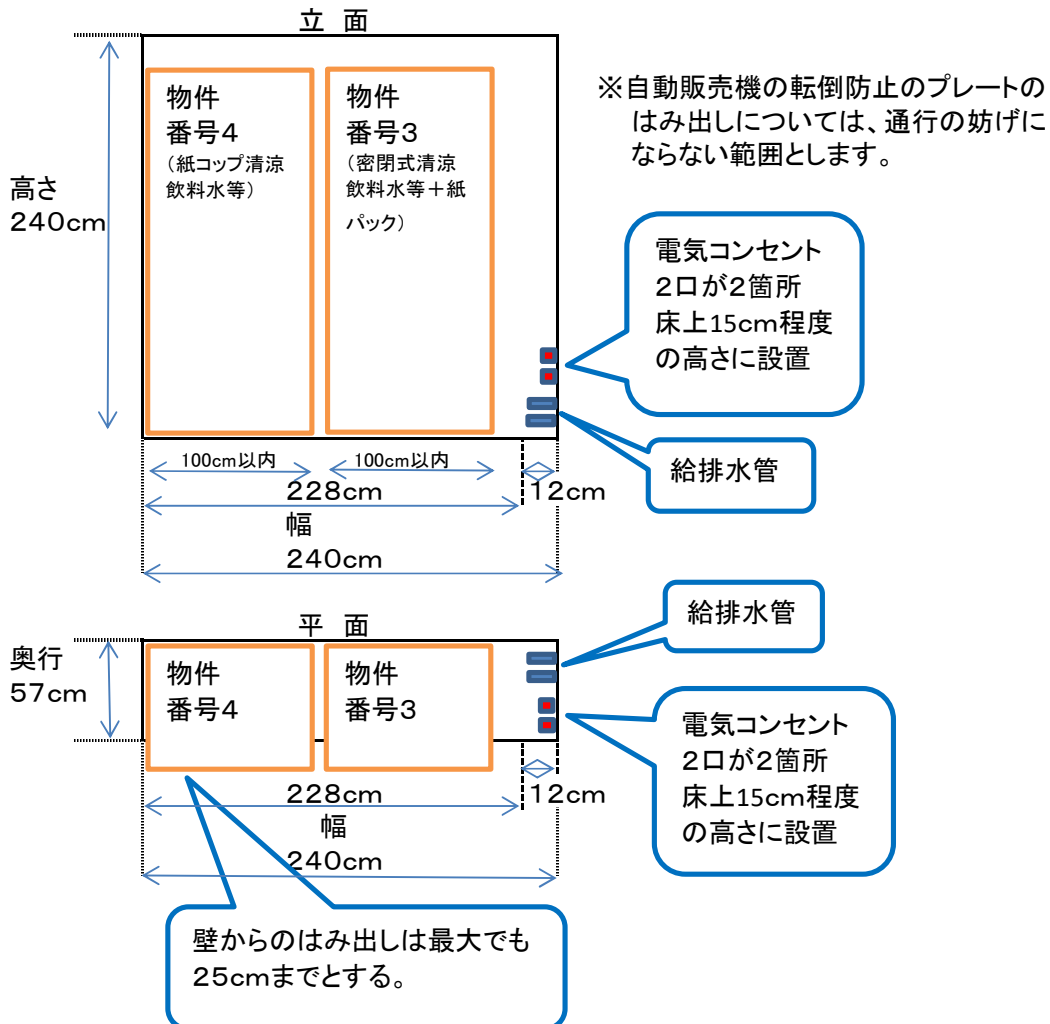 立 面
物件
番号4
（紙コップ清涼
飲料水等）
物件
番号3
（密閉式清涼
飲料水等＋紙
パック）
※自動販売機の転倒防止のプレートの
はみ出しについては、通行の妨げに
ならない範囲とします。
高さ
240cm
電気コンセント
2口が2箇所
床上15cm程度
の高さに設置
給排水管
100cm以内
100cm以内
228cm
12cm
幅
240cm
平 面
給排水管
奥行
57cm
物件
番号4
物件
番号3
電気コンセント
2口が2箇所
床上15cm程度
の高さに設置
228cm
12cm
幅
240cm
壁からのはみ出しは最大でも
25cmまでとする。